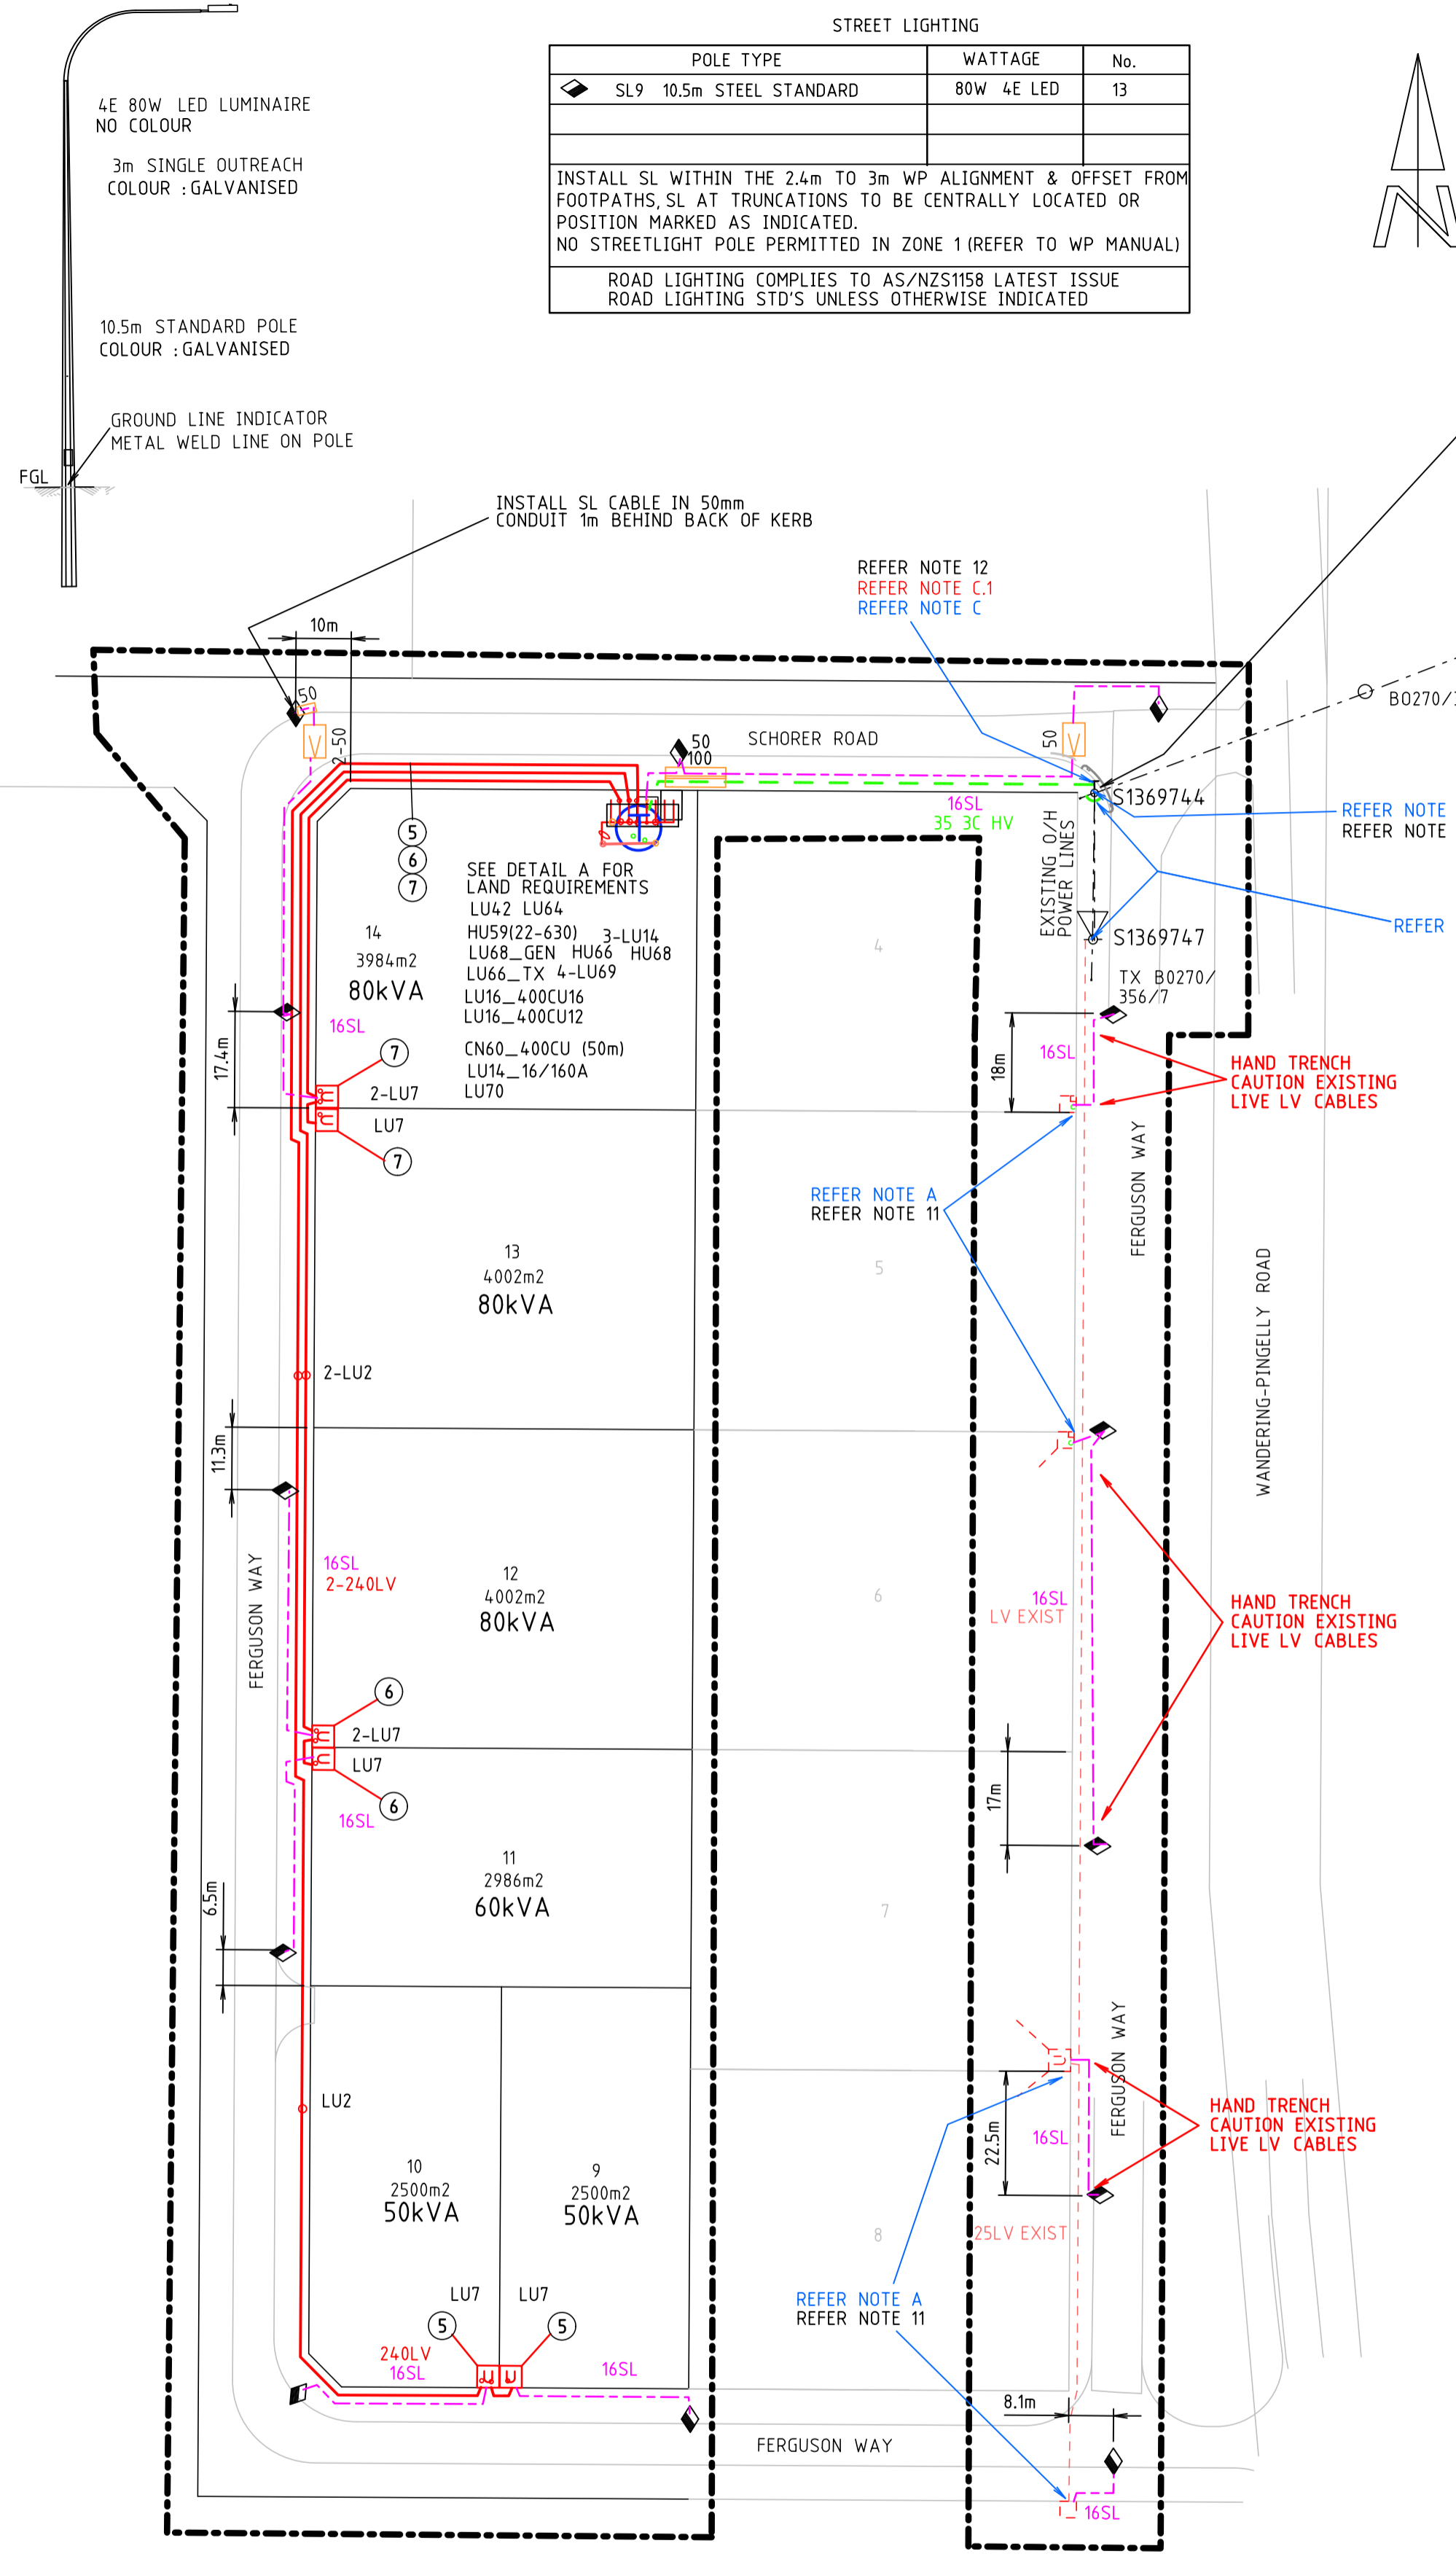 STREET LIGHTING
POLE TYPE WATTAGE No.
SL9 10.5m STEEL STANDARD 80W 4E LED 13
INSTALL SL WITHIN THE 2.4m TO 3m WP ALIGNMENT & OFFSET FROM
FOOTPATHS, SL AT TRUNCATIONS TO BE CENTRALLY LOCATED OR
POSITION MARKED AS INDICATED.
NO STREETLIGHT POLE PERMITTED IN ZONE 1 (REFER TO WP MANUAL)
ROAD LIGHTING COMPLIES TO AS/NZS1158 LATEST ISSUE
ROAD LIGHTING STD'S UNLESS OTHERWISE INDICATED
4E 80W LED LUMINAIRE
NO COLOUR
3m SINGLE OUTREACH
COLOUR : GALVANISED
10.5m STANDARD POLE
COLOUR : GALVANISED
GROUND LINE INDICATOR
METAL WELD LINE ON POLE
FGL
N
INSTALL SL CABLE IN 50mm
CONDUIT 1m BEHIND BACK OF KERB
REFER NOTE 12
REFER NOTE C.1
REFER NOTE C
10m
50
2-50
V
50
100
SCHORER ROAD
50
V
B0270/
S1369744
16SL
35 3C HV
REFER NOTE
REFER NOTE
EXISTING O/H
POWER LINES
REFER
S1369747
TX B0270/
356/7
5
6
7
SEE DETAIL A FOR
LAND REQUIREMENTS
LU42 LU64
HU59(22-630) 3-LU14
LU68_GEN HU66 HU68
LU66_TX 4-LU69
LU16_400CU16
LU16_400CU12
CN60_400CU (50m)
LU14_16/160A
LU70
14
3984m2
80kVA
4
17.4m
16SL
7
2-LU7
LU7
7
18m
16SL
HAND TRENCH
CAUTION EXISTING
LIVE LV CABLES
FERGUSON WAY
REFER NOTE A
REFER NOTE 11
13
4002m2
80kVA
5
WANDERING-PINGELLY ROAD
2-LU2
11.3m
16SL
2-240LV
FERGUSON WAY
12
4002m2
80kVA
6
16SL
LV EXIST
HAND TRENCH
CAUTION EXISTING
LIVE LV CABLES
6
2-LU7
LU7
6
16SL
17m
11
2986m2
60kVA
7
6.5m
FERGUSON WAY
LU2
22.5m
16SL
HAND TRENCH
CAUTION EXISTING
LIVE LV CABLES
10
2500m2
50kVA
9
2500m2
50kVA
8
25LV EXIST
LU7
LU7
5
5
240LV
16SL
16SL
REFER NOTE A
REFER NOTE 11
8.1m
FERGUSON WAY
16SL